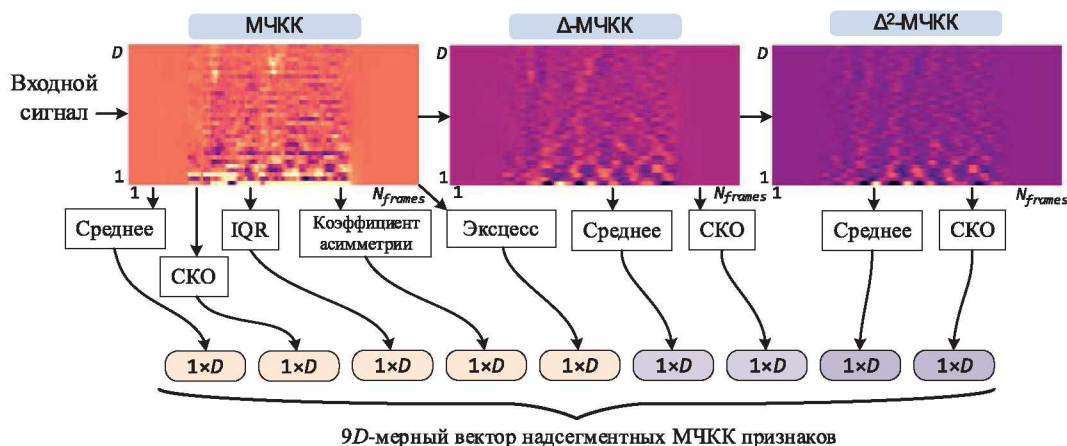 МЧКК
Δ-МЧКК
Δ²-МЧКК
Входной
сигнал
D
1
1
N_frames
D
1
1
N_frames
D
1
1
N_frames
Среднее
СКО
IQR
Коэффициент
асимметрии
Эксцесс
Среднее
СКО
Среднее
СКО
1×D
1×D
1×D
1×D
1×D
1×D
1×D
1×D
1×D
9D-мерный вектор надсегментных МЧКК признаков